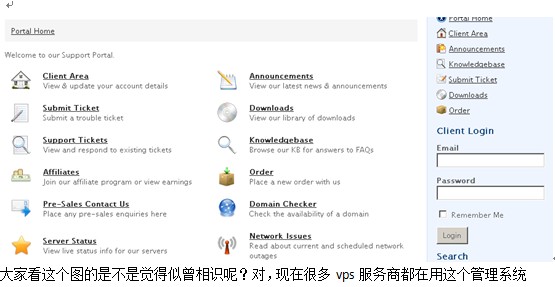 Portal Home
Welcome to our Support Portal.
Client Area
View & update your account details
Announcements
View our latest news & announcements
Submit Ticket
Submit a trouble ticket
Downloads
View our library of downloads
Support Tickets
View and respond to existing tickets
Knowledgebase
Browse our KB for answers to FAQs
Affiliates
Join our affiliate program or view earnings
Order
Place a new order with us
Pre-Sales Contact Us
Place any pre-sales enquiries here
Domain Checker
Check the availability of a domain
Server Status
View live status info for our servers
Network Issues
Read about current and scheduled network
outages
Portal Home
Client Area
Announcements
Knowledgebase
Submit Ticket
Downloads
Order
Client Login
Email
Password
Remember Me
Login
Search
大家看这个图的是不是觉得似曾相识呢？对，现在很多 vps 服务商都在用这个管理系统